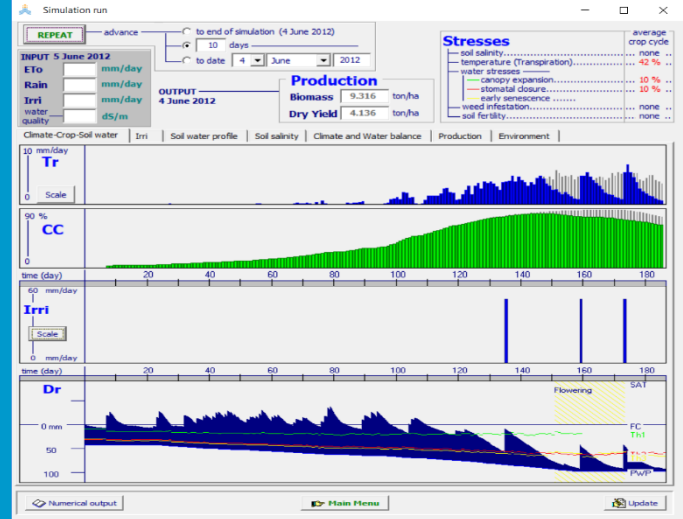 Simulation run
REPEAT
advance
to end of simulation (4 June 2012)
10 days
to date 4 June 2012
INPUT 5 June 2012
ETo mm/day
Rain mm/day
Irri mm/day
water quality dS/m
OUTPUT
4 June 2012
Production
Biomass 9.316 ton/ha
Dry Yield 4.136 ton/ha
Stresses
average
crop cycle
soil salinity none ..
temperature (Transpiration) 42 % ..
water stresses
canopy expansion 10 % ..
stomatal closure 10 % ..
early senescence
weed infestation none ..
soil fertility none ..
Climate-Crop-Soil water Irri Soil water profile Soil salinity Climate and Water balance Production Environment
10 mm/day
Tr
0 Scale
90 %
CC
0
time (day) 20 40 60 80 100 120 140 160 180
60 mm/day
Irri
Scale
0 mm/day
time (day) 20 40 60 80 100 120 140 160 180
Dr
Flowering
SAT
0 mm
FC
Th1
50
100
PWP
Numerical output
Main Menu
Update